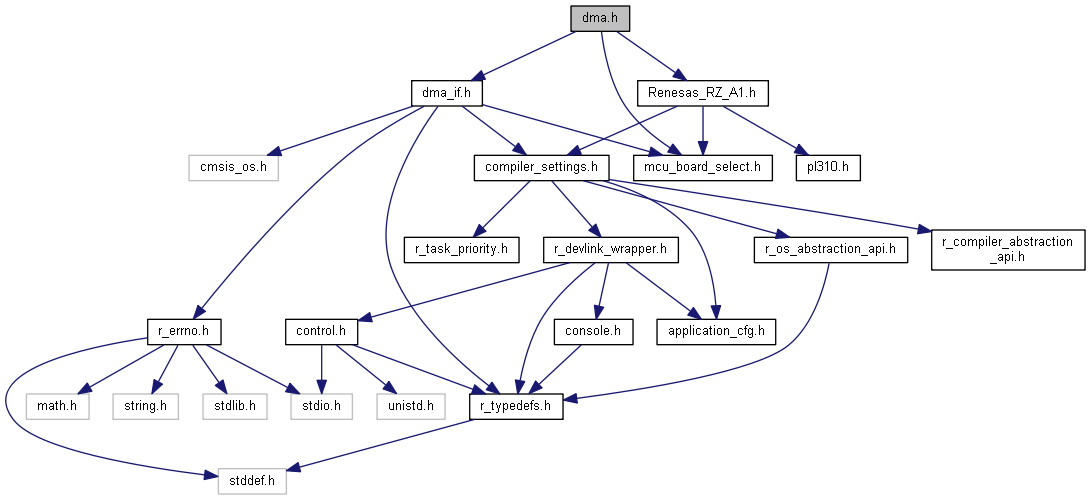 dma.h
dma_if.h
Renesas_RZ_A1.h
cmsis_os.h
compiler_settings.h
mcu_board_select.h
pl310.h
r_task_priority.h
r_devlink_wrapper.h
r_os_abstraction_api.h
r_compiler_abstraction
_api.h
r_errno.h
control.h
console.h
application_cfg.h
math.h
string.h
stdlib.h
stdio.h
unistd.h
r_typedefs.h
stddef.h